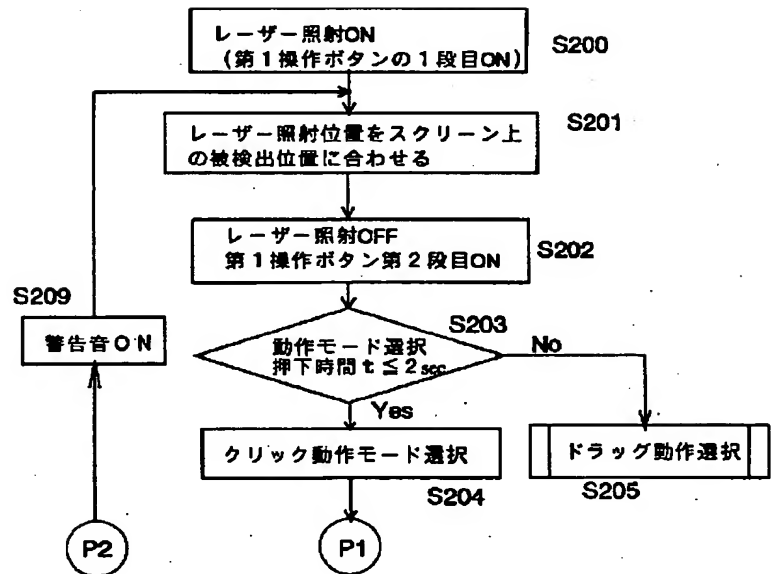 レーザー照射ON
（第１操作ボタンの１段目ON）
S200
レーザー照射位置をスクリーン上
の被検出位置に合わせる
S201
レーザー照射OFF
第１操作ボタン第２段目ON
S202
S209
警告音ON
S203
動作モード選択
押下時間ｔ≦２sec
No
Yes
クリック動作モード選択
S204
ドラッグ動作選択
S205
P2
P1